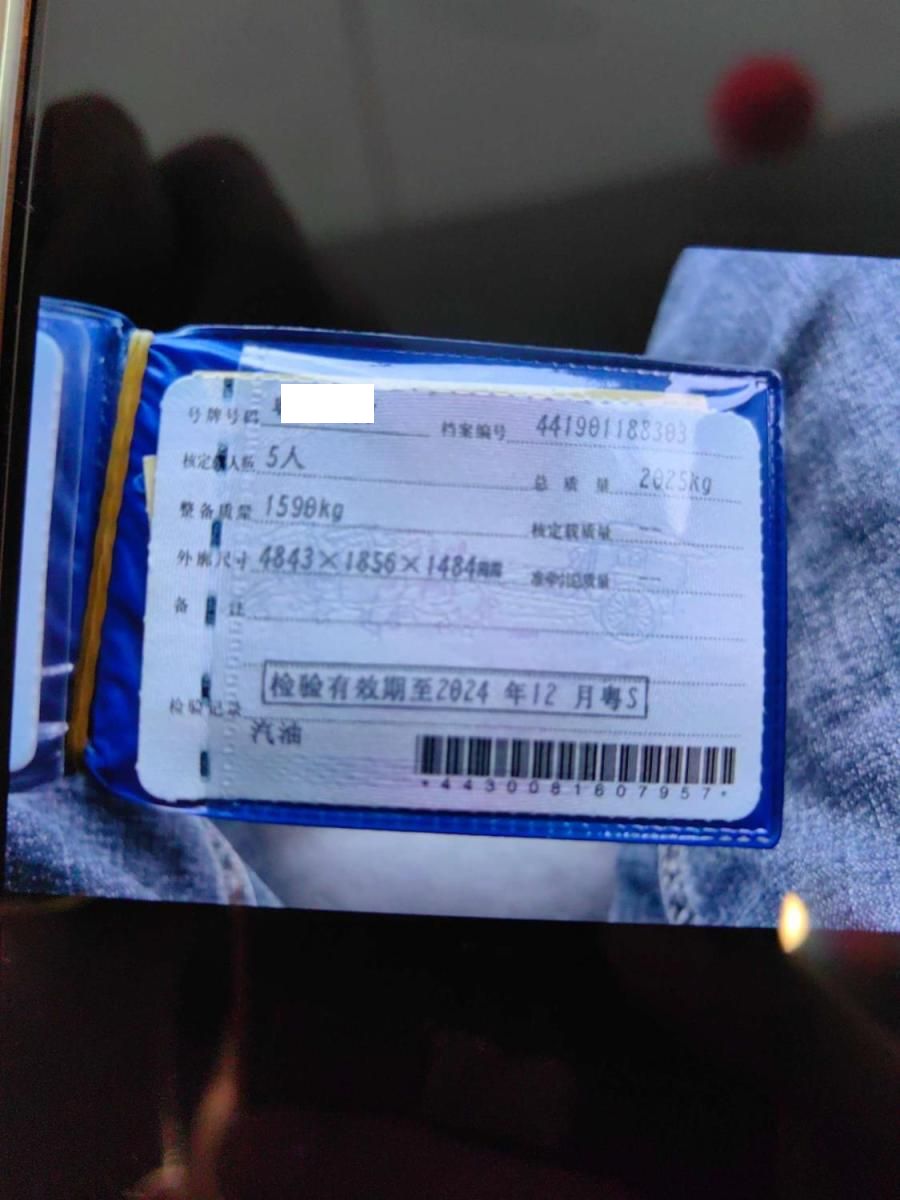 号牌号码
档案编号 441901188303
核定载人数 5人
总质量 2025kg
整备质量 1590kg
核定载质量 --
外廓尺寸 4843×1856×1484mm
准牵引总质量 --
备注
检验有效期至2024 年12 月粤S
检验记录
汽油
*4430081607957*